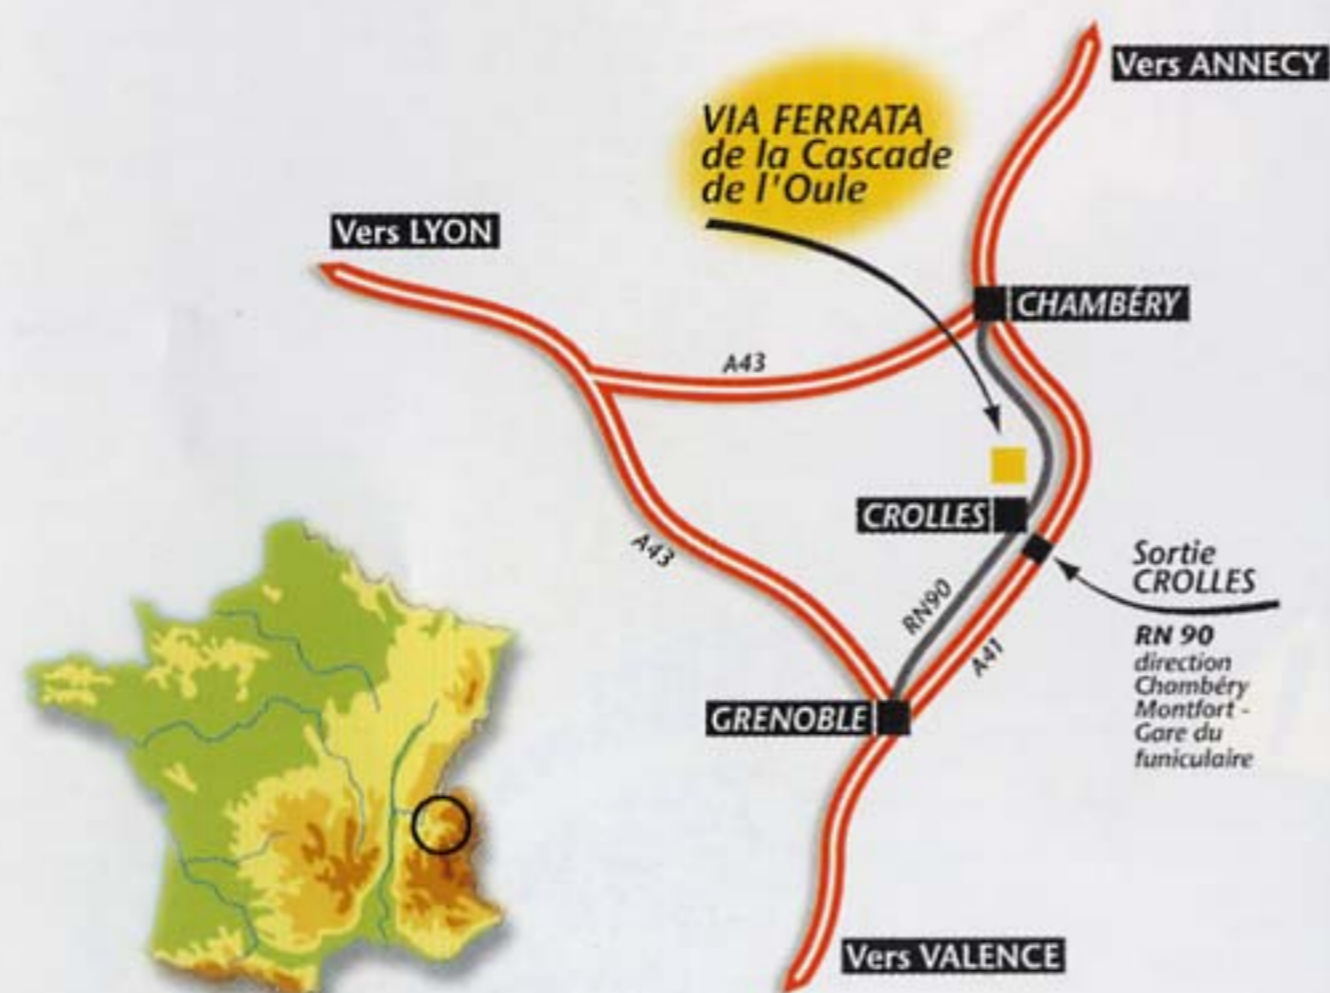 Vers ANNECY
VIA FERRATA
de la Cascade
de l'Oule
Vers LYON
CHAMBÉRY
A43
CROLLES
A43
Sortie
CROLLES
RN90
A41
RN 90
direction
Chambéry
Montfort -
Gare du
funiculaire
GRENOBLE
Vers VALENCE